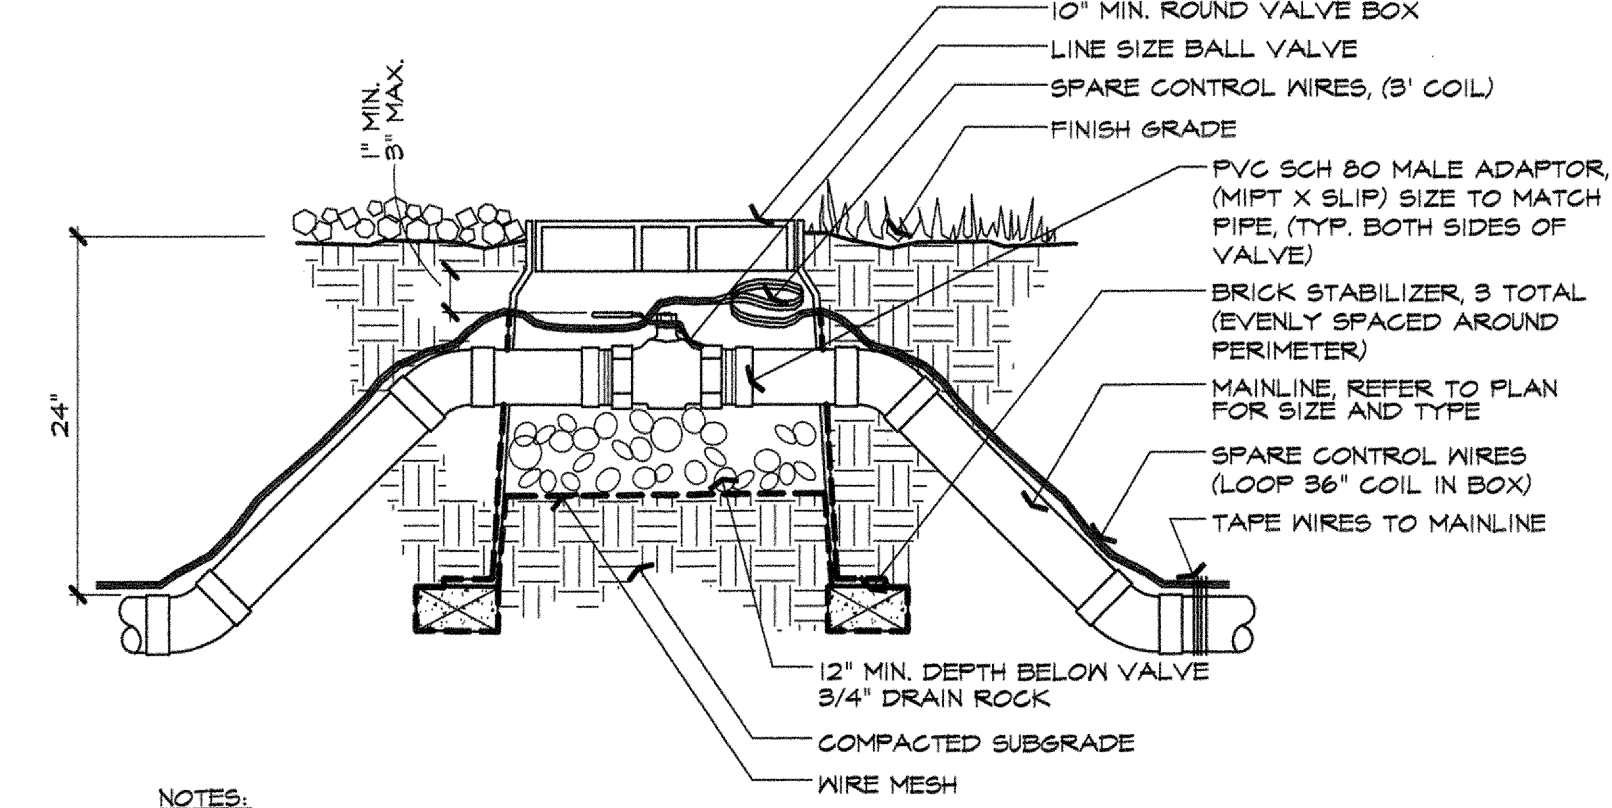 10" MIN. ROUND VALVE BOX
LINE SIZE BALL VALVE
SPARE CONTROL WIRES, (3' COIL)
FINISH GRADE
1" MIN.
3" MAX.
PVC SCH 80 MALE ADAPTOR,
(MIPT X SLIP) SIZE TO MATCH
PIPE, (TYP. BOTH SIDES OF
VALVE)
BRICK STABILIZER, 3 TOTAL
(EVENLY SPACED AROUND
PERIMETER)
MAINLINE, REFER TO PLAN
FOR SIZE AND TYPE
24"
SPARE CONTROL WIRES
(LOOP 36" COIL IN BOX)
TAPE WIRES TO MAINLINE
12" MIN. DEPTH BELOW VALVE
3/4" DRAIN ROCK
COMPACTED SUBGRADE
WIRE MESH
NOTES: